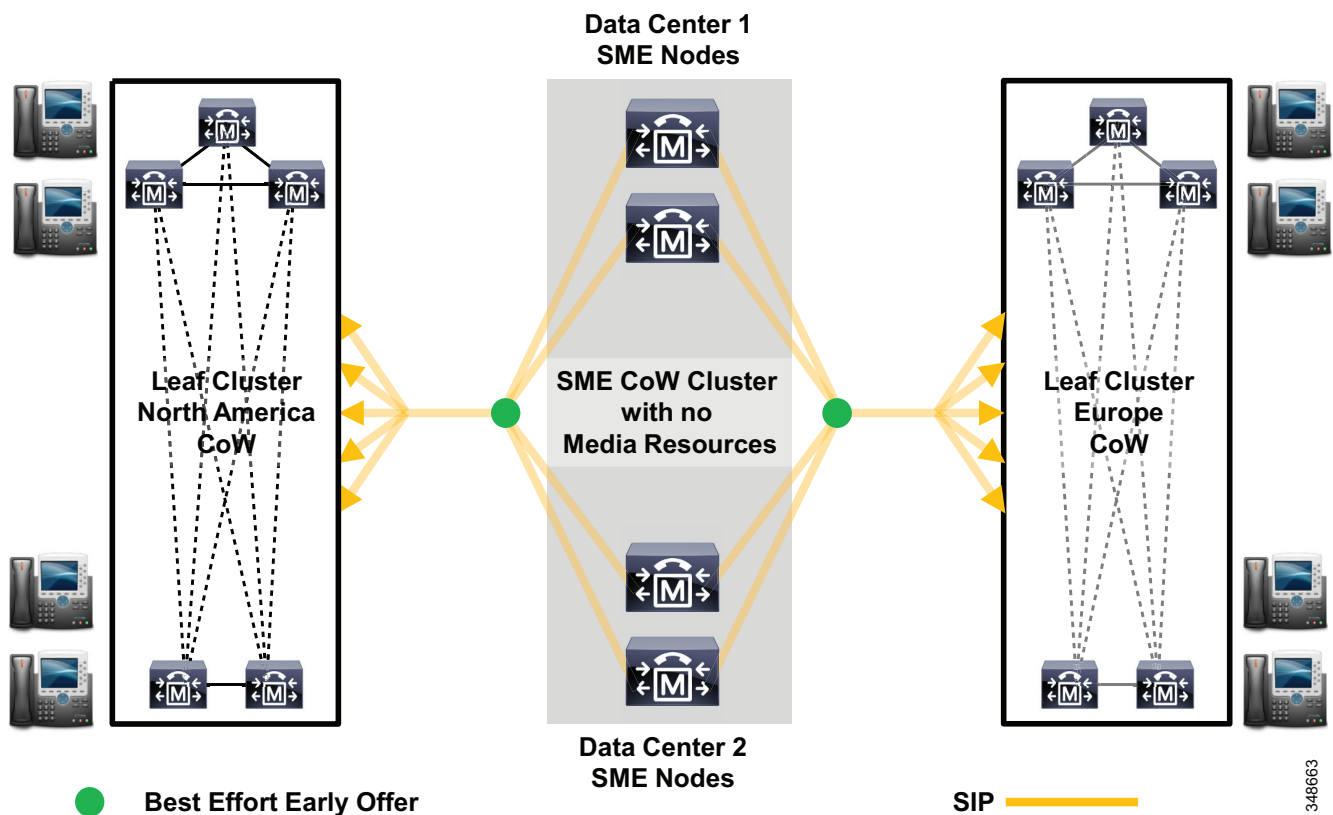 Data Center 1
SME Nodes
M
M
M
M
M
M
M
M
Leaf Cluster
North America
CoW
SME CoW Cluster
with no
Media Resources
Leaf Cluster
Europe
CoW
M
M
M
M
M
M
Data Center 2
SME Nodes
Best Effort Early Offer
SIP
348663